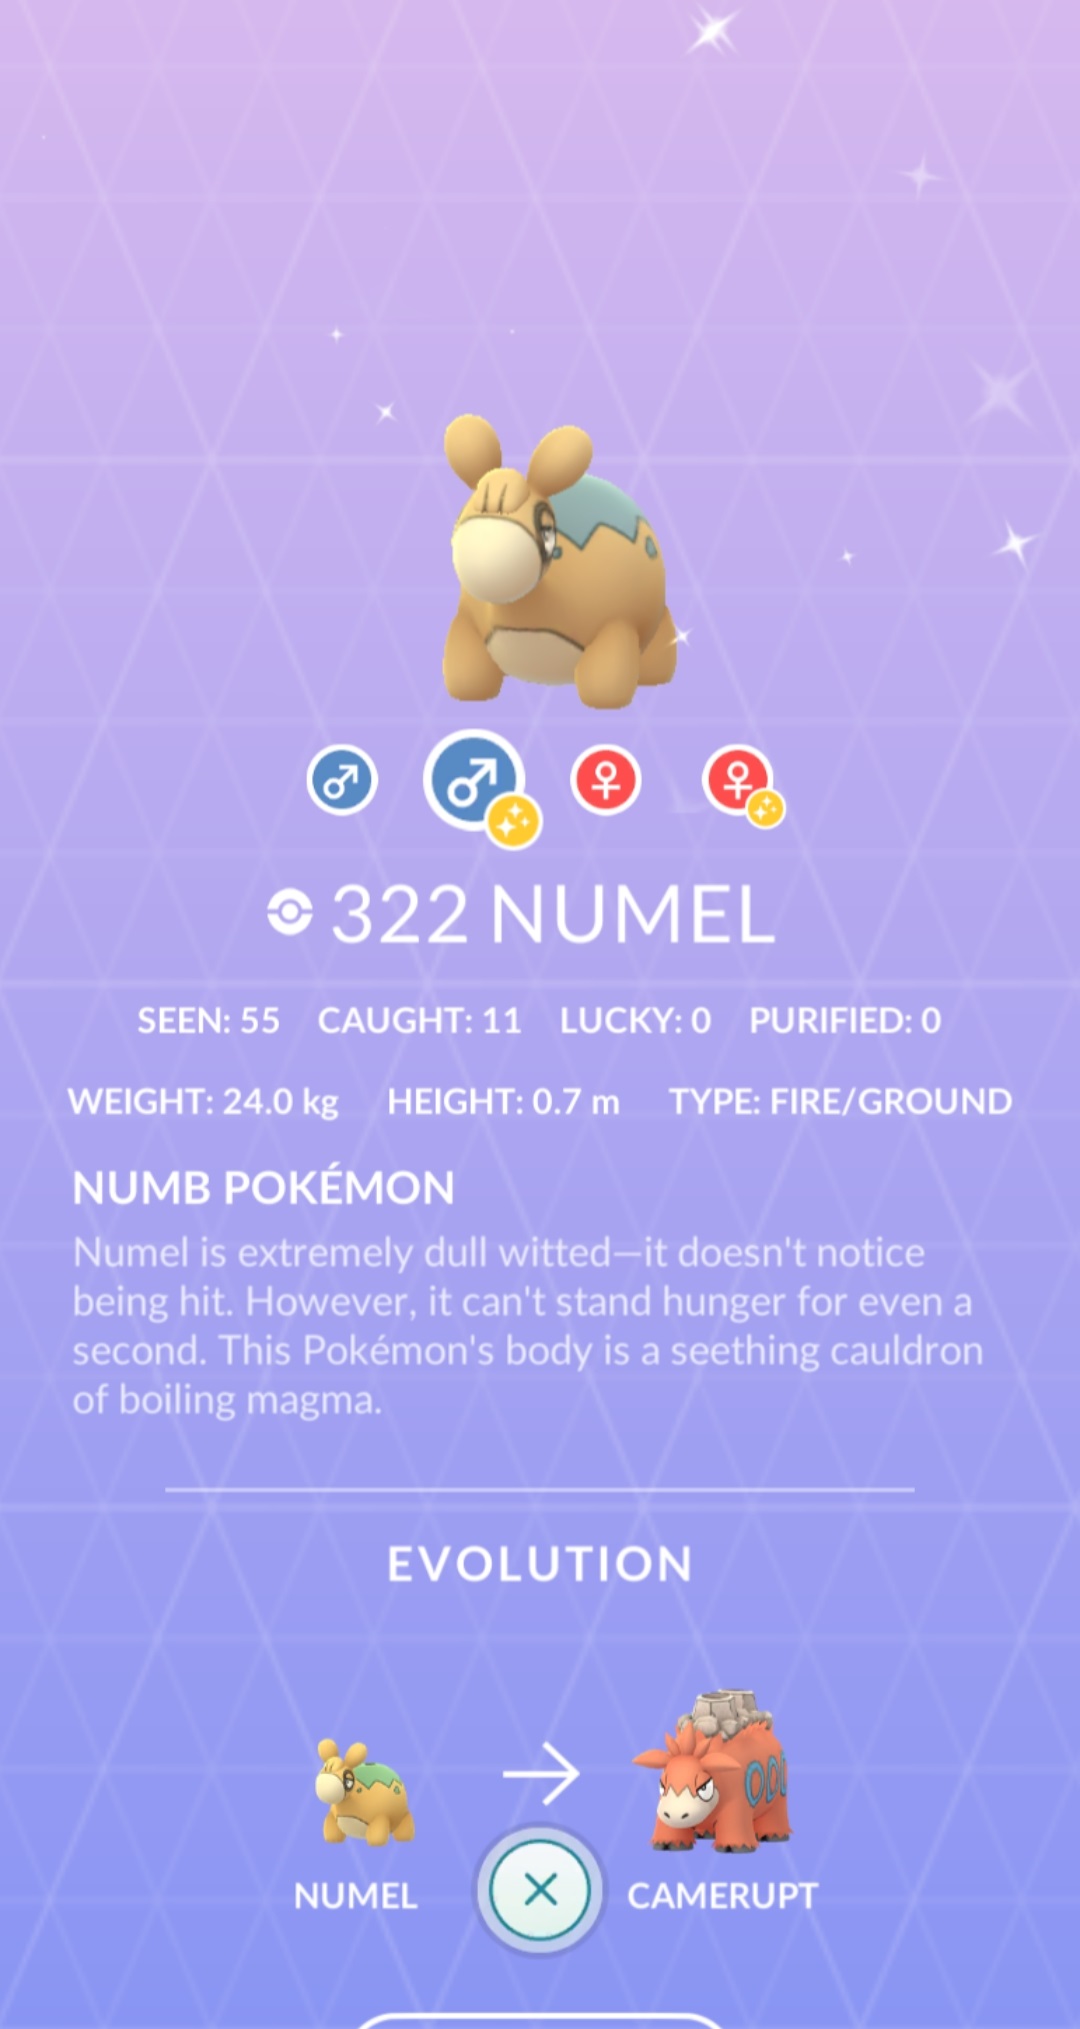 322 NUMEL
SEEN: 55 CAUGHT: 11 LUCKY: 0 PURIFIED: 0
WEIGHT: 24.0 kg HEIGHT: 0.7 m TYPE: FIRE/GROUND
NUMB POKÉMON
Numel is extremely dull witted—it doesn't notice
being hit. However, it can't stand hunger for even a
second. This Pokémon's body is a seething cauldron
of boiling magma.
EVOLUTION
NUMEL CAMERUPT